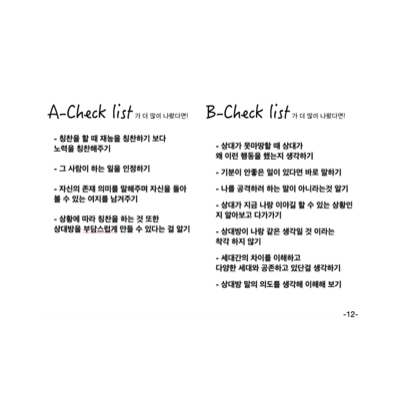 A-Check list 가 더 많이 나왔다면!
- 칭찬을 할 때 재능을 칭찬하기 보다
노력을 칭찬해주기
- 그 사람이 하는 일을 인정하기
- 자신의 존재 의미를 말해주며 자신을 돌아
볼 수 있는 여지를 남겨주기
- 상황에 따라 칭찬을 하는 것 또한
상대방을 부담스럽게 만들 수 있다는 걸 알기
B-Check list 가 더 많이 나왔다면!
- 상대가 못마땅할 때 상대가
왜 이런 행동을 했는지 생각하기
- 기분이 안좋은 일이 있다면 바로 말하기
- 나를 공격하려 하는 말이 아니라는것 알기
- 상대가 지금 나랑 이야길 할 수 있는 상황인
지 알아보고 다가가기
- 상대방이 나랑 같은 생각일 것 이라는
착각 하지 않기
- 세대간의 차이를 이해하고
다양한 세대와 공존하고 있단걸 생각하기
- 상대방 말의 의도를 생각해 이해해 보기
-12-